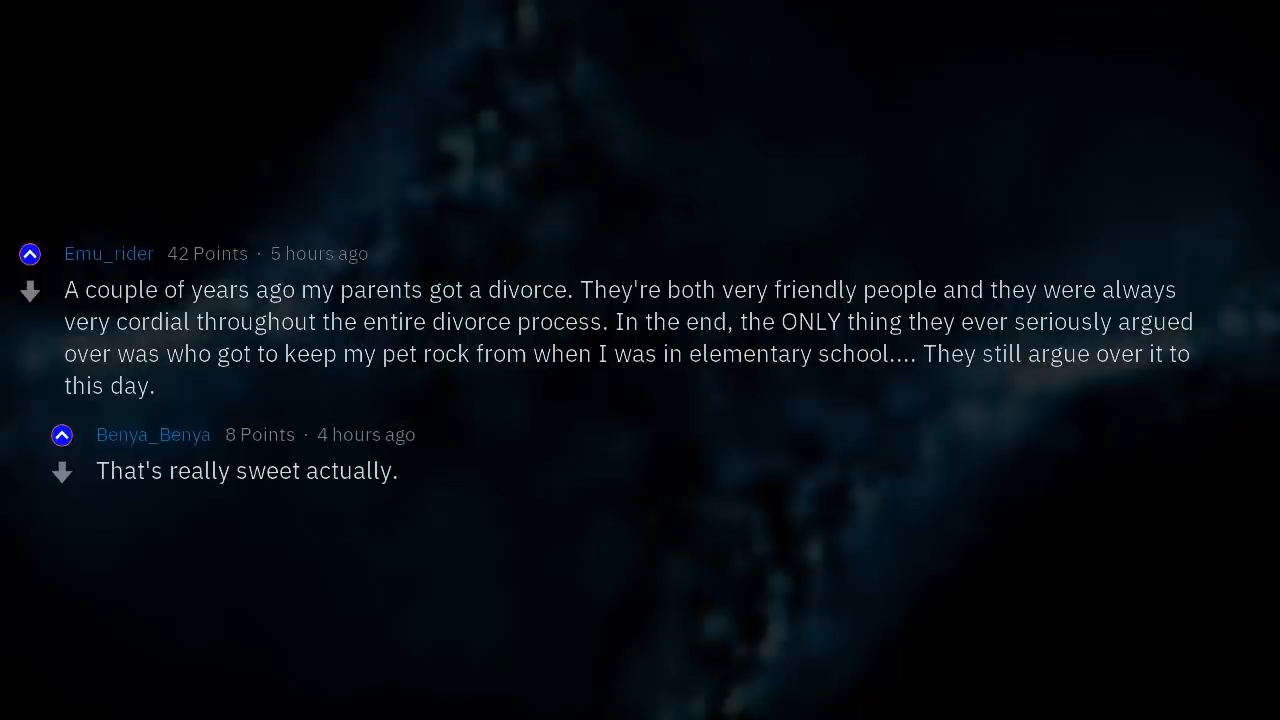 Emu_rider 42 Points · 5 hours ago
A couple of years ago my parents got a divorce. They're both very friendly people and they were always
very cordial throughout the entire divorce process. In the end, the ONLY thing they ever seriously argued
over was who got to keep my pet rock from when I was in elementary school.... They still argue over it to
this day.
Benya_Benya 8 Points · 4 hours ago
That's really sweet actually.